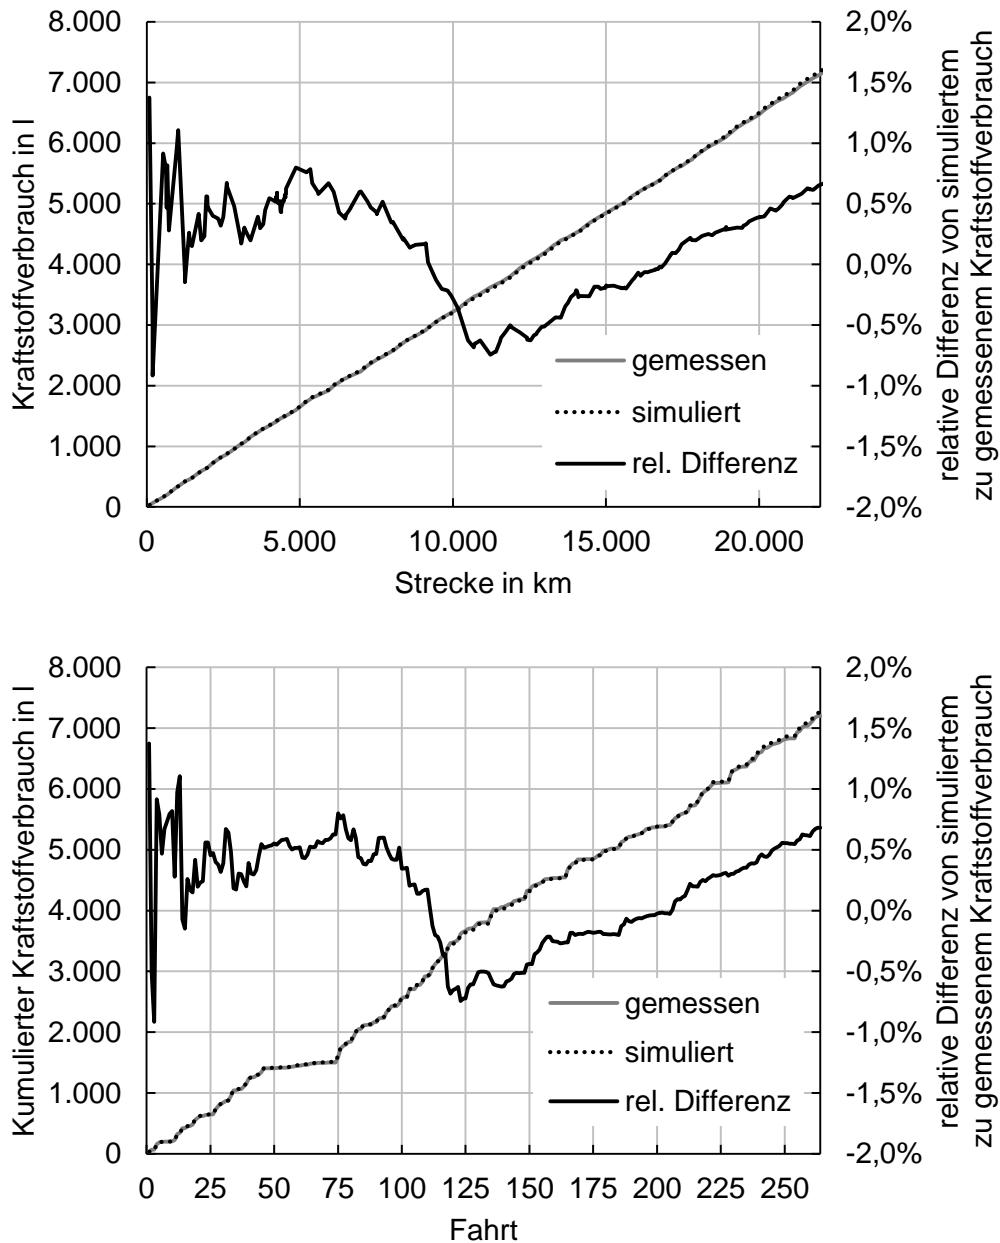 8.000
7.000
6.000
5.000
4.000
3.000
2.000
1.000
0
Kraftstoffverbrauch in l
2,0%
1,5%
1,0%
0,5%
0,0%
-0,5%
-1,0%
-1,5%
-2,0%
relative Differenz von simuliertem
zu gemessenem Kraftstoffverbrauch
gemessen
simuliert
rel. Differenz
0 5.000 10.000 15.000 20.000
Strecke in km
8.000
7.000
6.000
5.000
4.000
3.000
2.000
1.000
0
Kumulierter Kraftstoffverbrauch in l
2,0%
1,5%
1,0%
0,5%
0,0%
-0,5%
-1,0%
-1,5%
-2,0%
relative Differenz von simuliertem
zu gemessenem Kraftstoffverbrauch
gemessen
simuliert
rel. Differenz
0 25 50 75 100 125 150 175 200 225 250
Fahrt